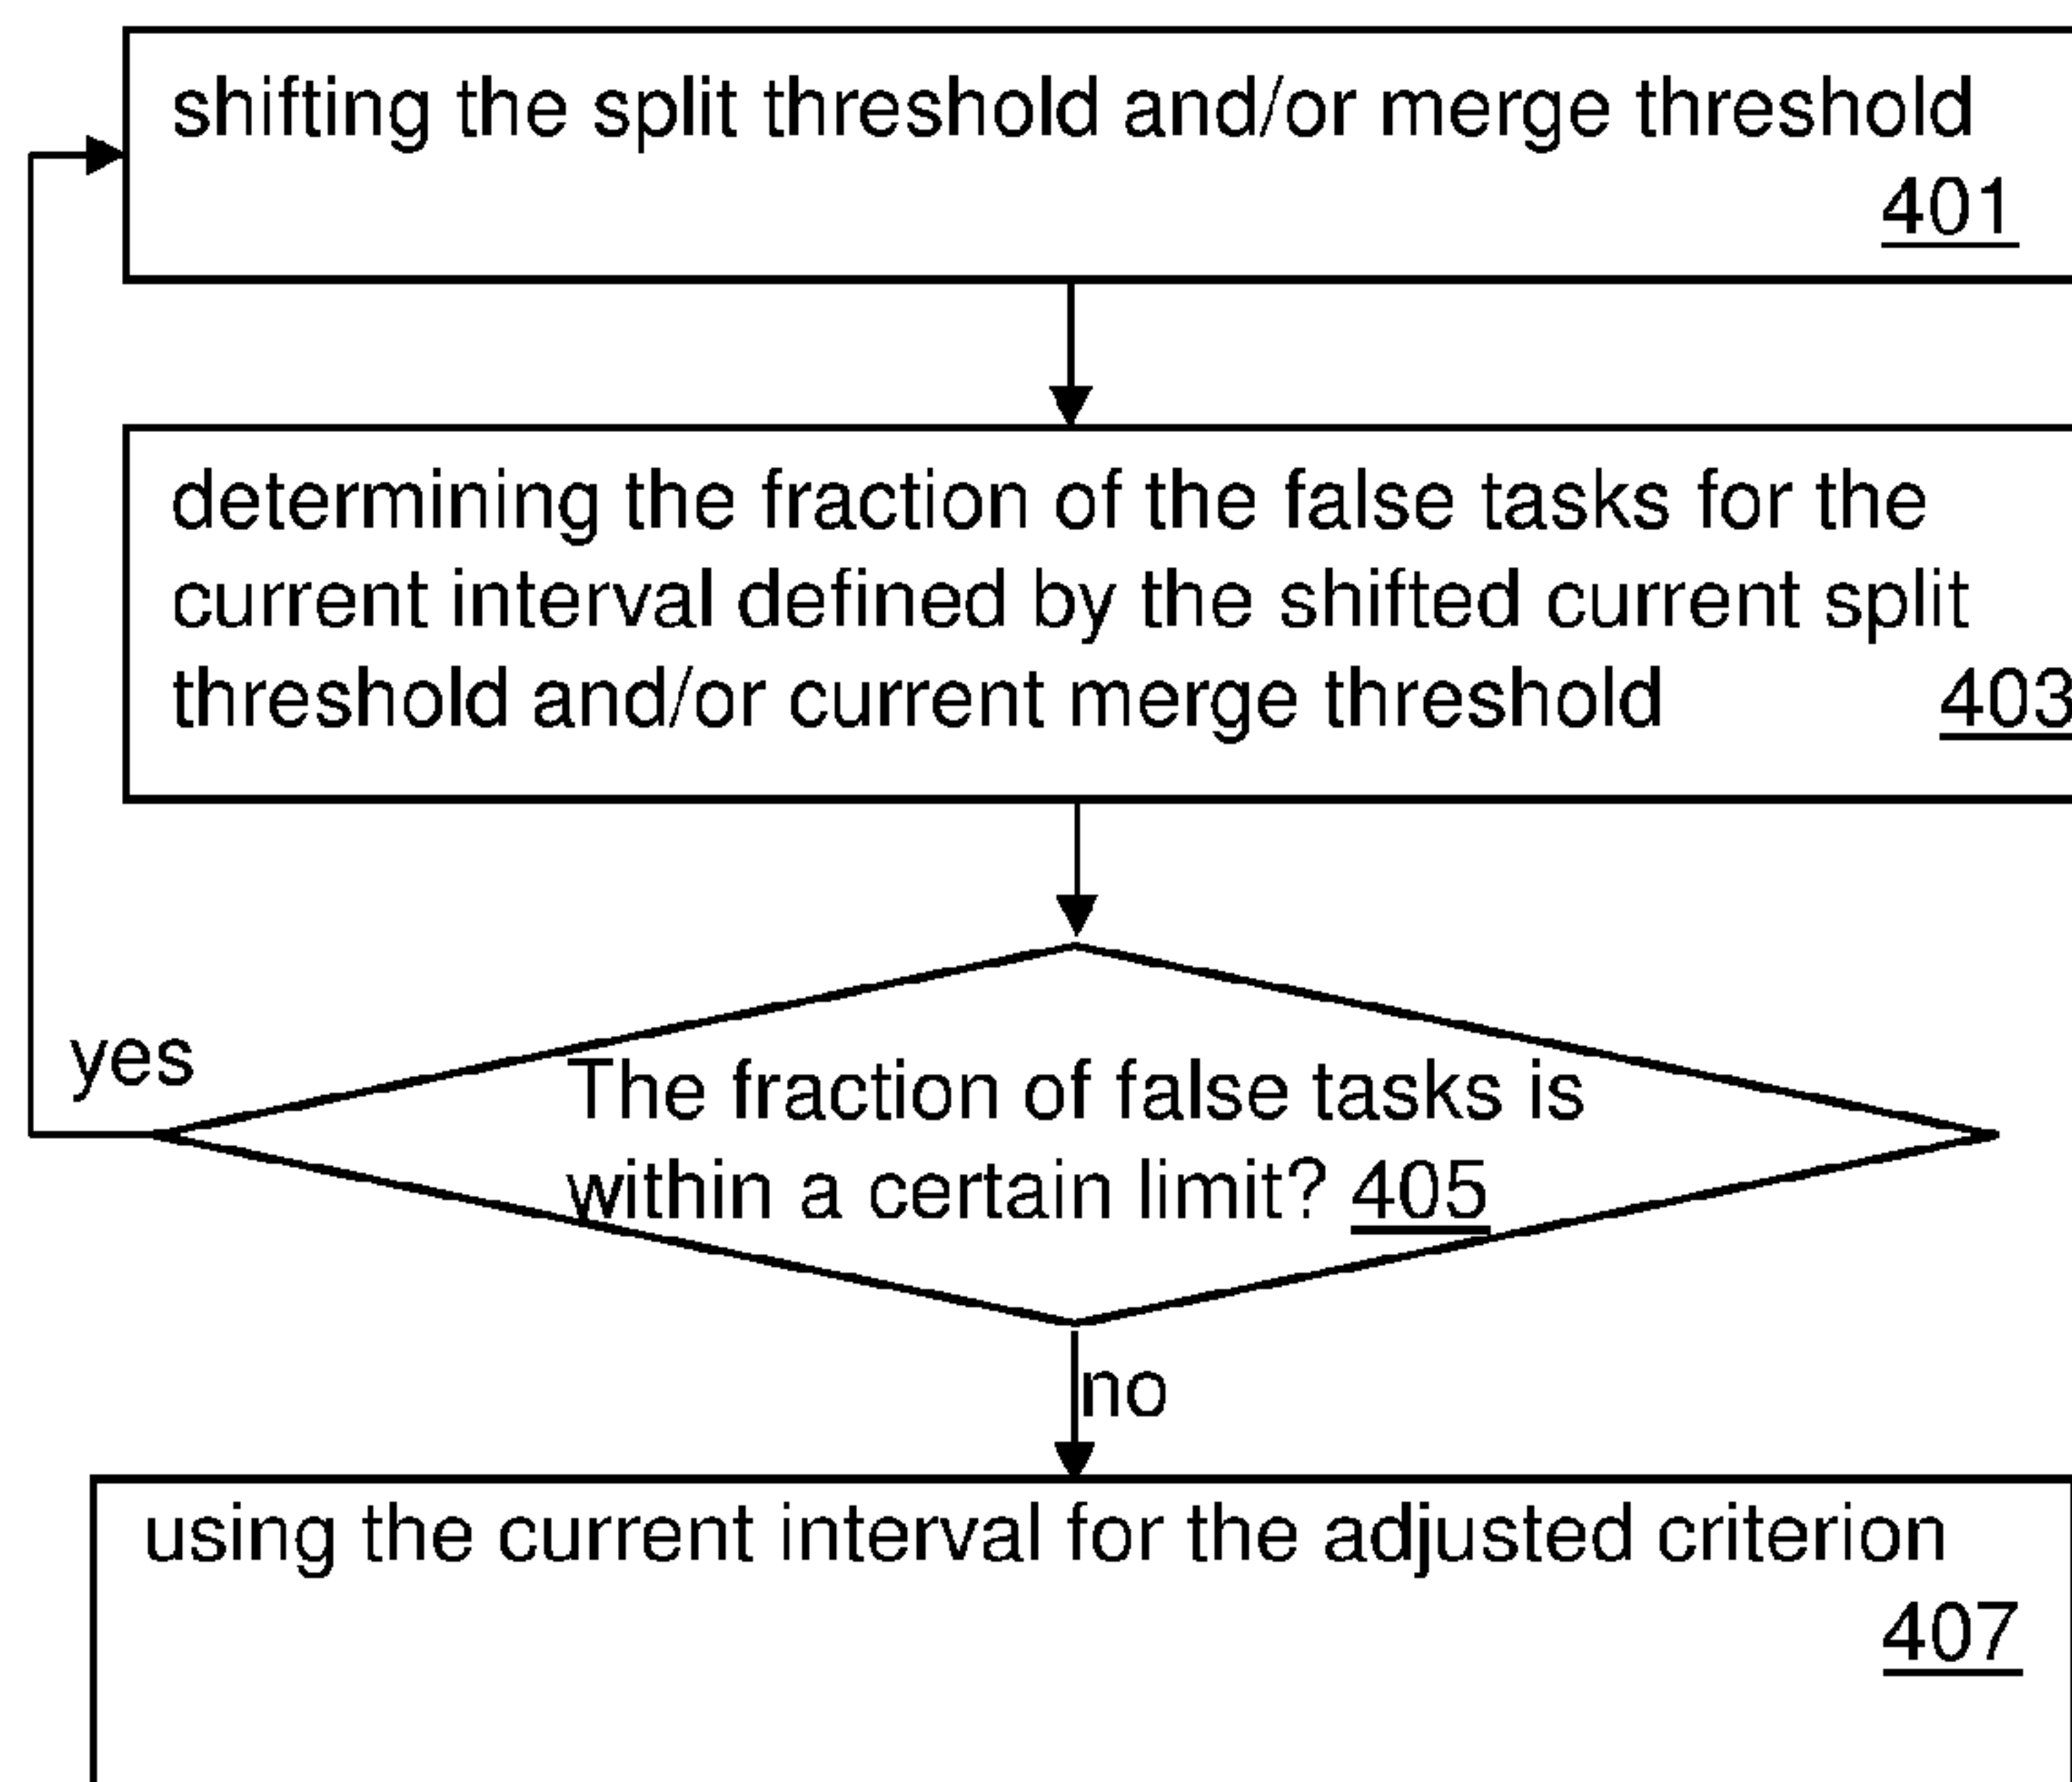 shifting the split threshold and/or merge threshold
401
determining the fraction of the false tasks for the
current interval defined by the shifted current split
threshold and/or current merge threshold 403
yes
The fraction of false tasks is
within a certain limit? 405
no
using the current interval for the adjusted criterion
407